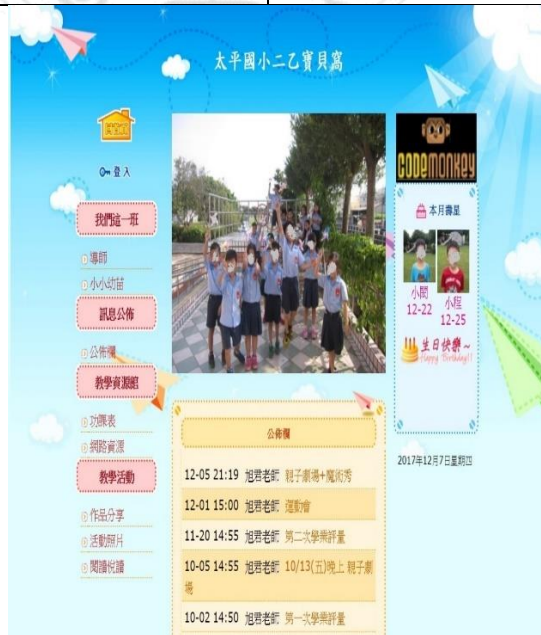 太平國小二乙寶貝窩
HOME
登入
我們這一班
導師
小小幼苗
訊息公佈
公佈欄
教學資源館
功課表
網路資源
教學活動
作品分享
活動照片
閱讀悅讀
公佈欄
12-05 21:19 旭君老師 親子劇場+魔術秀
12-01 15:00 旭君老師 運動會
11-20 14:55 旭君老師 第二次學業評量
10-05 14:55 旭君老師 10/13(五)晚上 親子劇
場
10-02 14:50 旭君老師 第一次學業評量
CODEMONKEY
本月壽星
小閎 小程
12-22 12-25
生日快樂~
Happy Birthday!!
2017年12月7日星期四